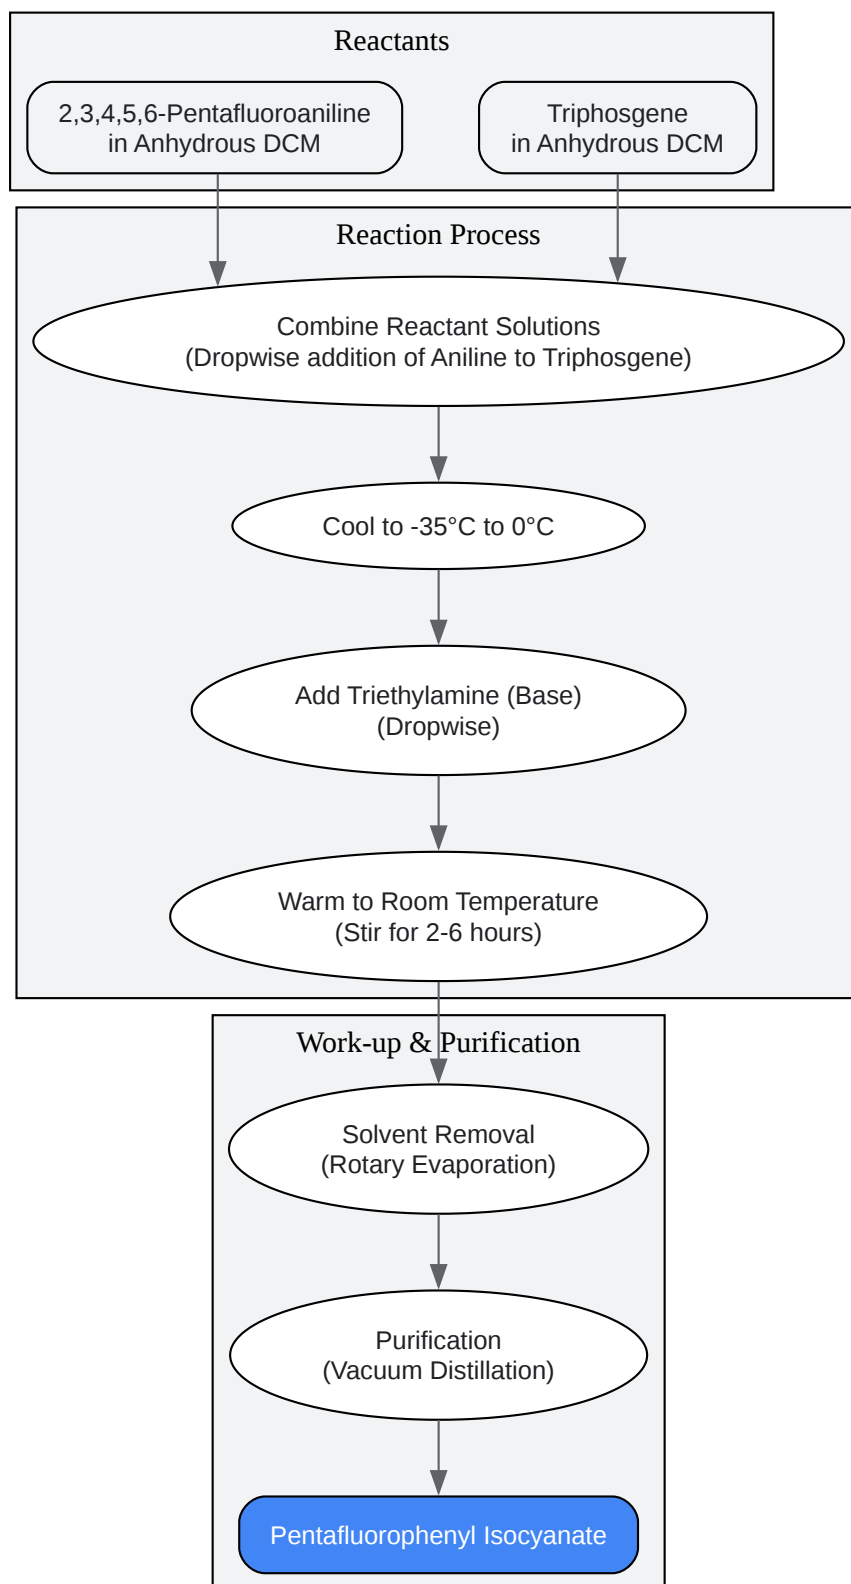 Reactants
2,3,4,5,6-Pentafluoroaniline
in Anhydrous DCM
Triphosgene
in Anhydrous DCM
Reaction Process
Combine Reactant Solutions
(Dropwise addition of Aniline to Triphosgene)
Cool to -35°C to 0°C
Add Triethylamine (Base)
(Dropwise)
Warm to Room Temperature
(Stir for 2-6 hours)
Work-up & Purification
Solvent Removal
(Rotary Evaporation)
Purification
(Vacuum Distillation)
Pentafluorophenyl Isocyanate